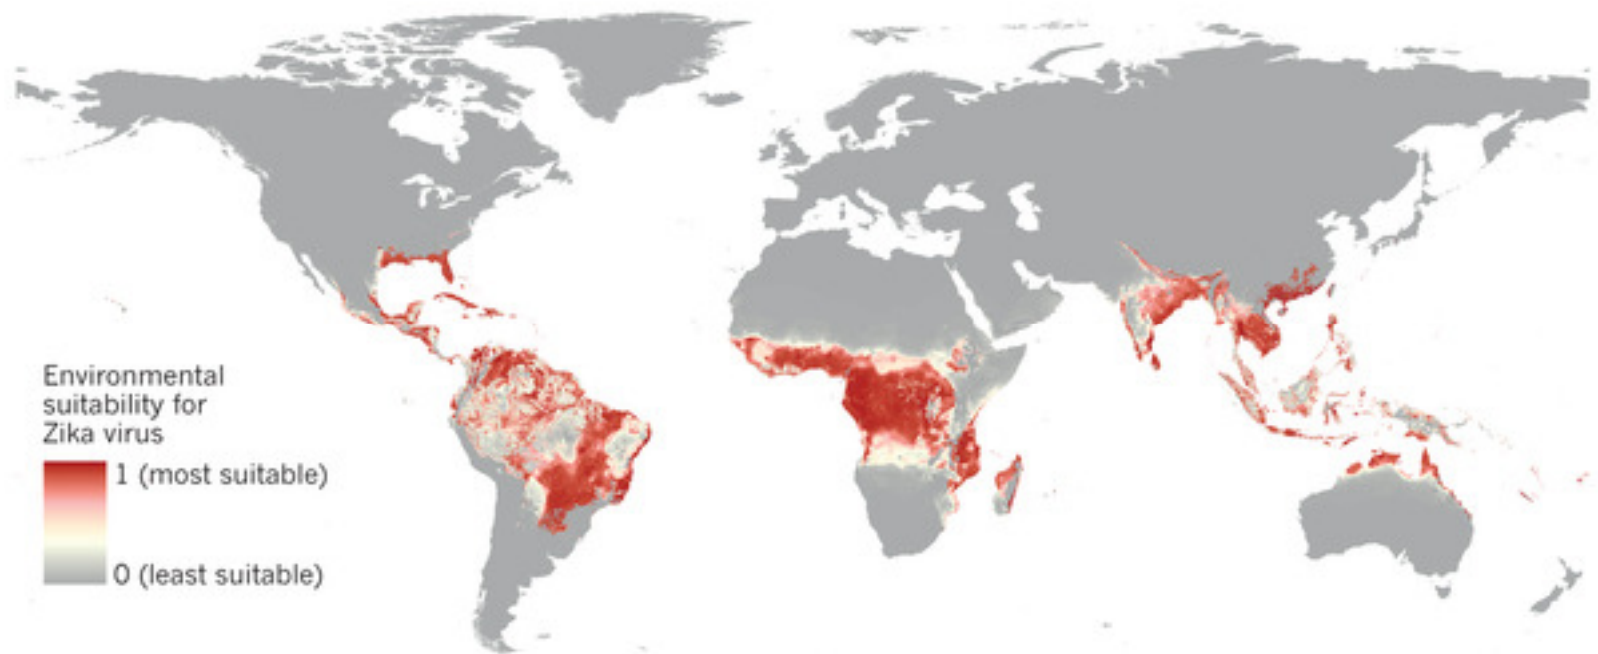 Environmental
suitability for
Zika virus
1 (most suitable)
0 (least suitable)